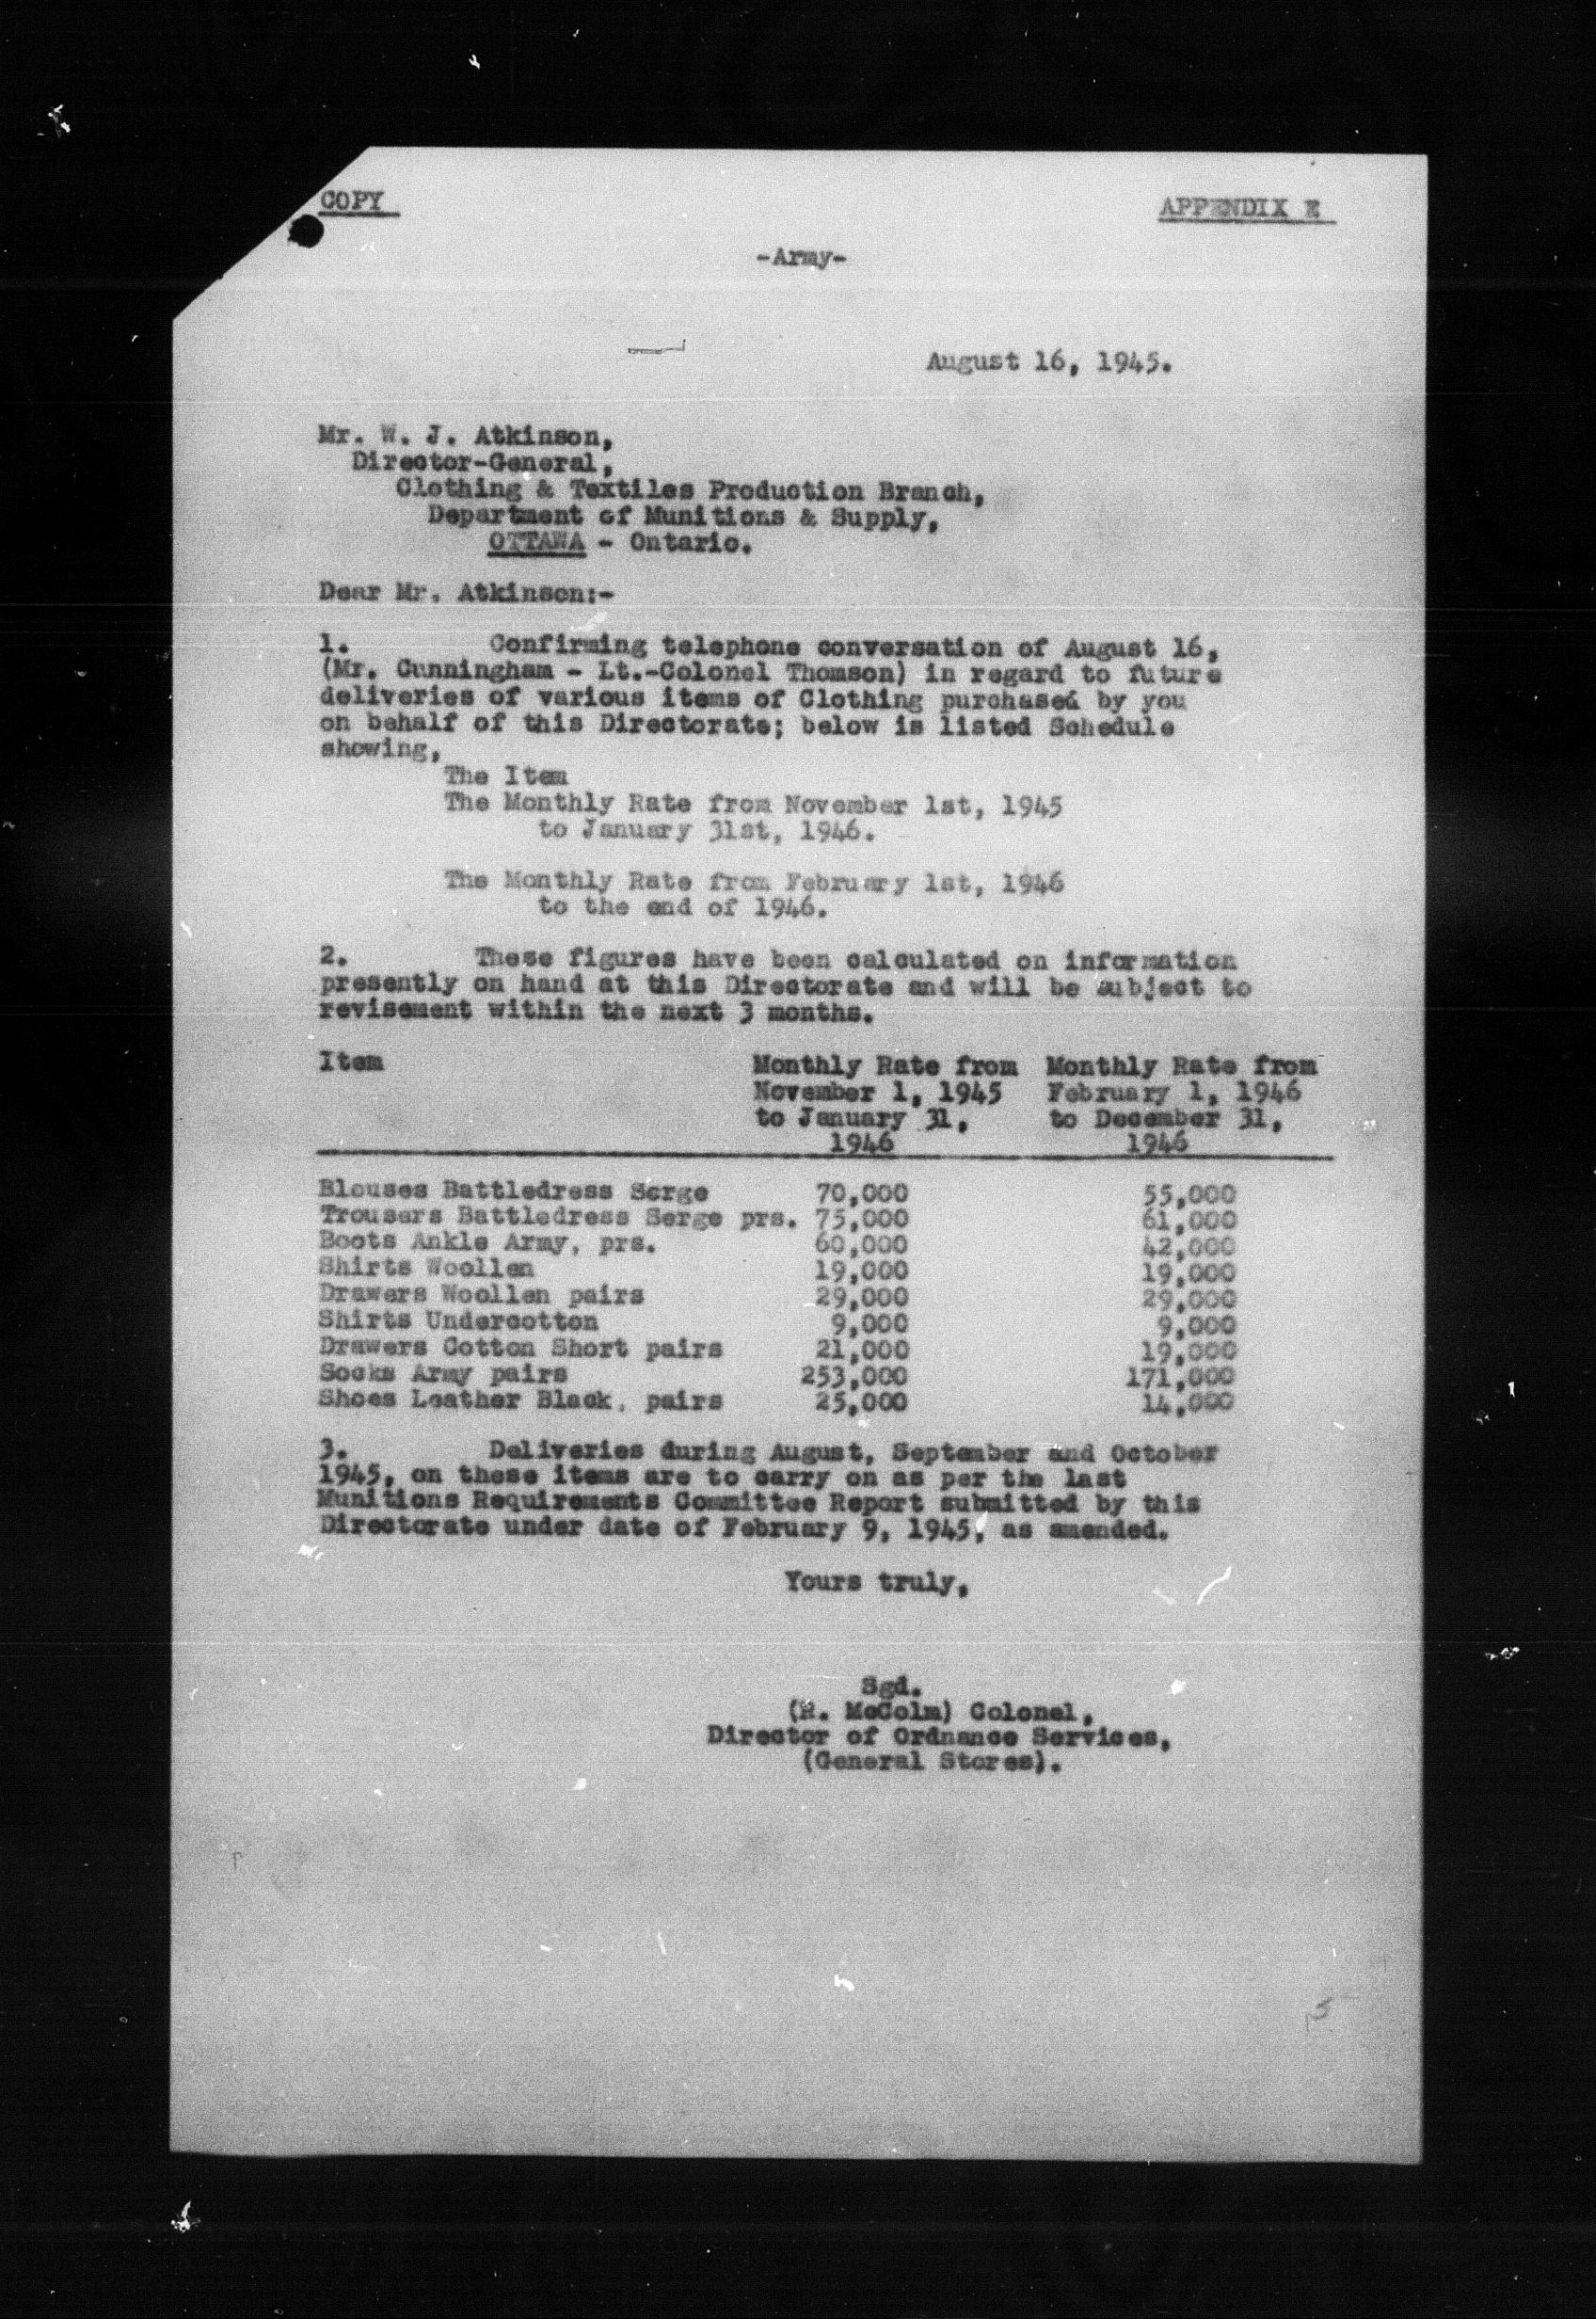 COPY
APPENDIX E
-Army-
August 16, 1945.
Mr. W. J. Atkinson,
Director-General,
Clothing & Textiles Production Branch,
Department of Munitions & Supply,
OTTAWA - Ontario.
Dear Mr. Atkinson:-
1. Confirming telephone conversation of August 16,
(Mr. Cunningham - Lt.-Colonel Thomson) in regard to future
deliveries of various items of Clothing purchased by you
on behalf of this Directorate; below is listed Schedule
showing,
The Item
The Monthly Rate from November 1st, 1945
to January 31st, 1946.
The Monthly Rate from February 1st, 1946
to the end of 1946.
2. These figures have been calculated on information
presently on hand at this Directorate and will be subject to
revisement within the next 3 months.
Item Monthly Rate from Monthly Rate from
November 1, 1945 February 1, 1946
to January 31, to December 31,
1946 1946
Blouses Battledress Serge 70,000 55,000
Trousers Battledress Serge prs. 75,000 61,000
Boots Ankle Army, prs. 60,000 42,000
Shirts Woollen 19,000 19,000
Drawers Woollen pairs 29,000 29,000
Shirts Undercotton 9,000 9,000
Drawers Cotton Short pairs 21,000 19,000
Socks Army pairs 253,000 171,000
Shoes Leather Black, pairs 25,000 14,000
3. Deliveries during August, September and October
1945, on these items are to carry on as per the last
Munitions Requirements Committee Report submitted by this
Directorate under date of February 9, 1945, as amended.
Yours truly,
Sgd.
(R. McColm) Colonel,
Director of Ordnance Services,
(General Stores).